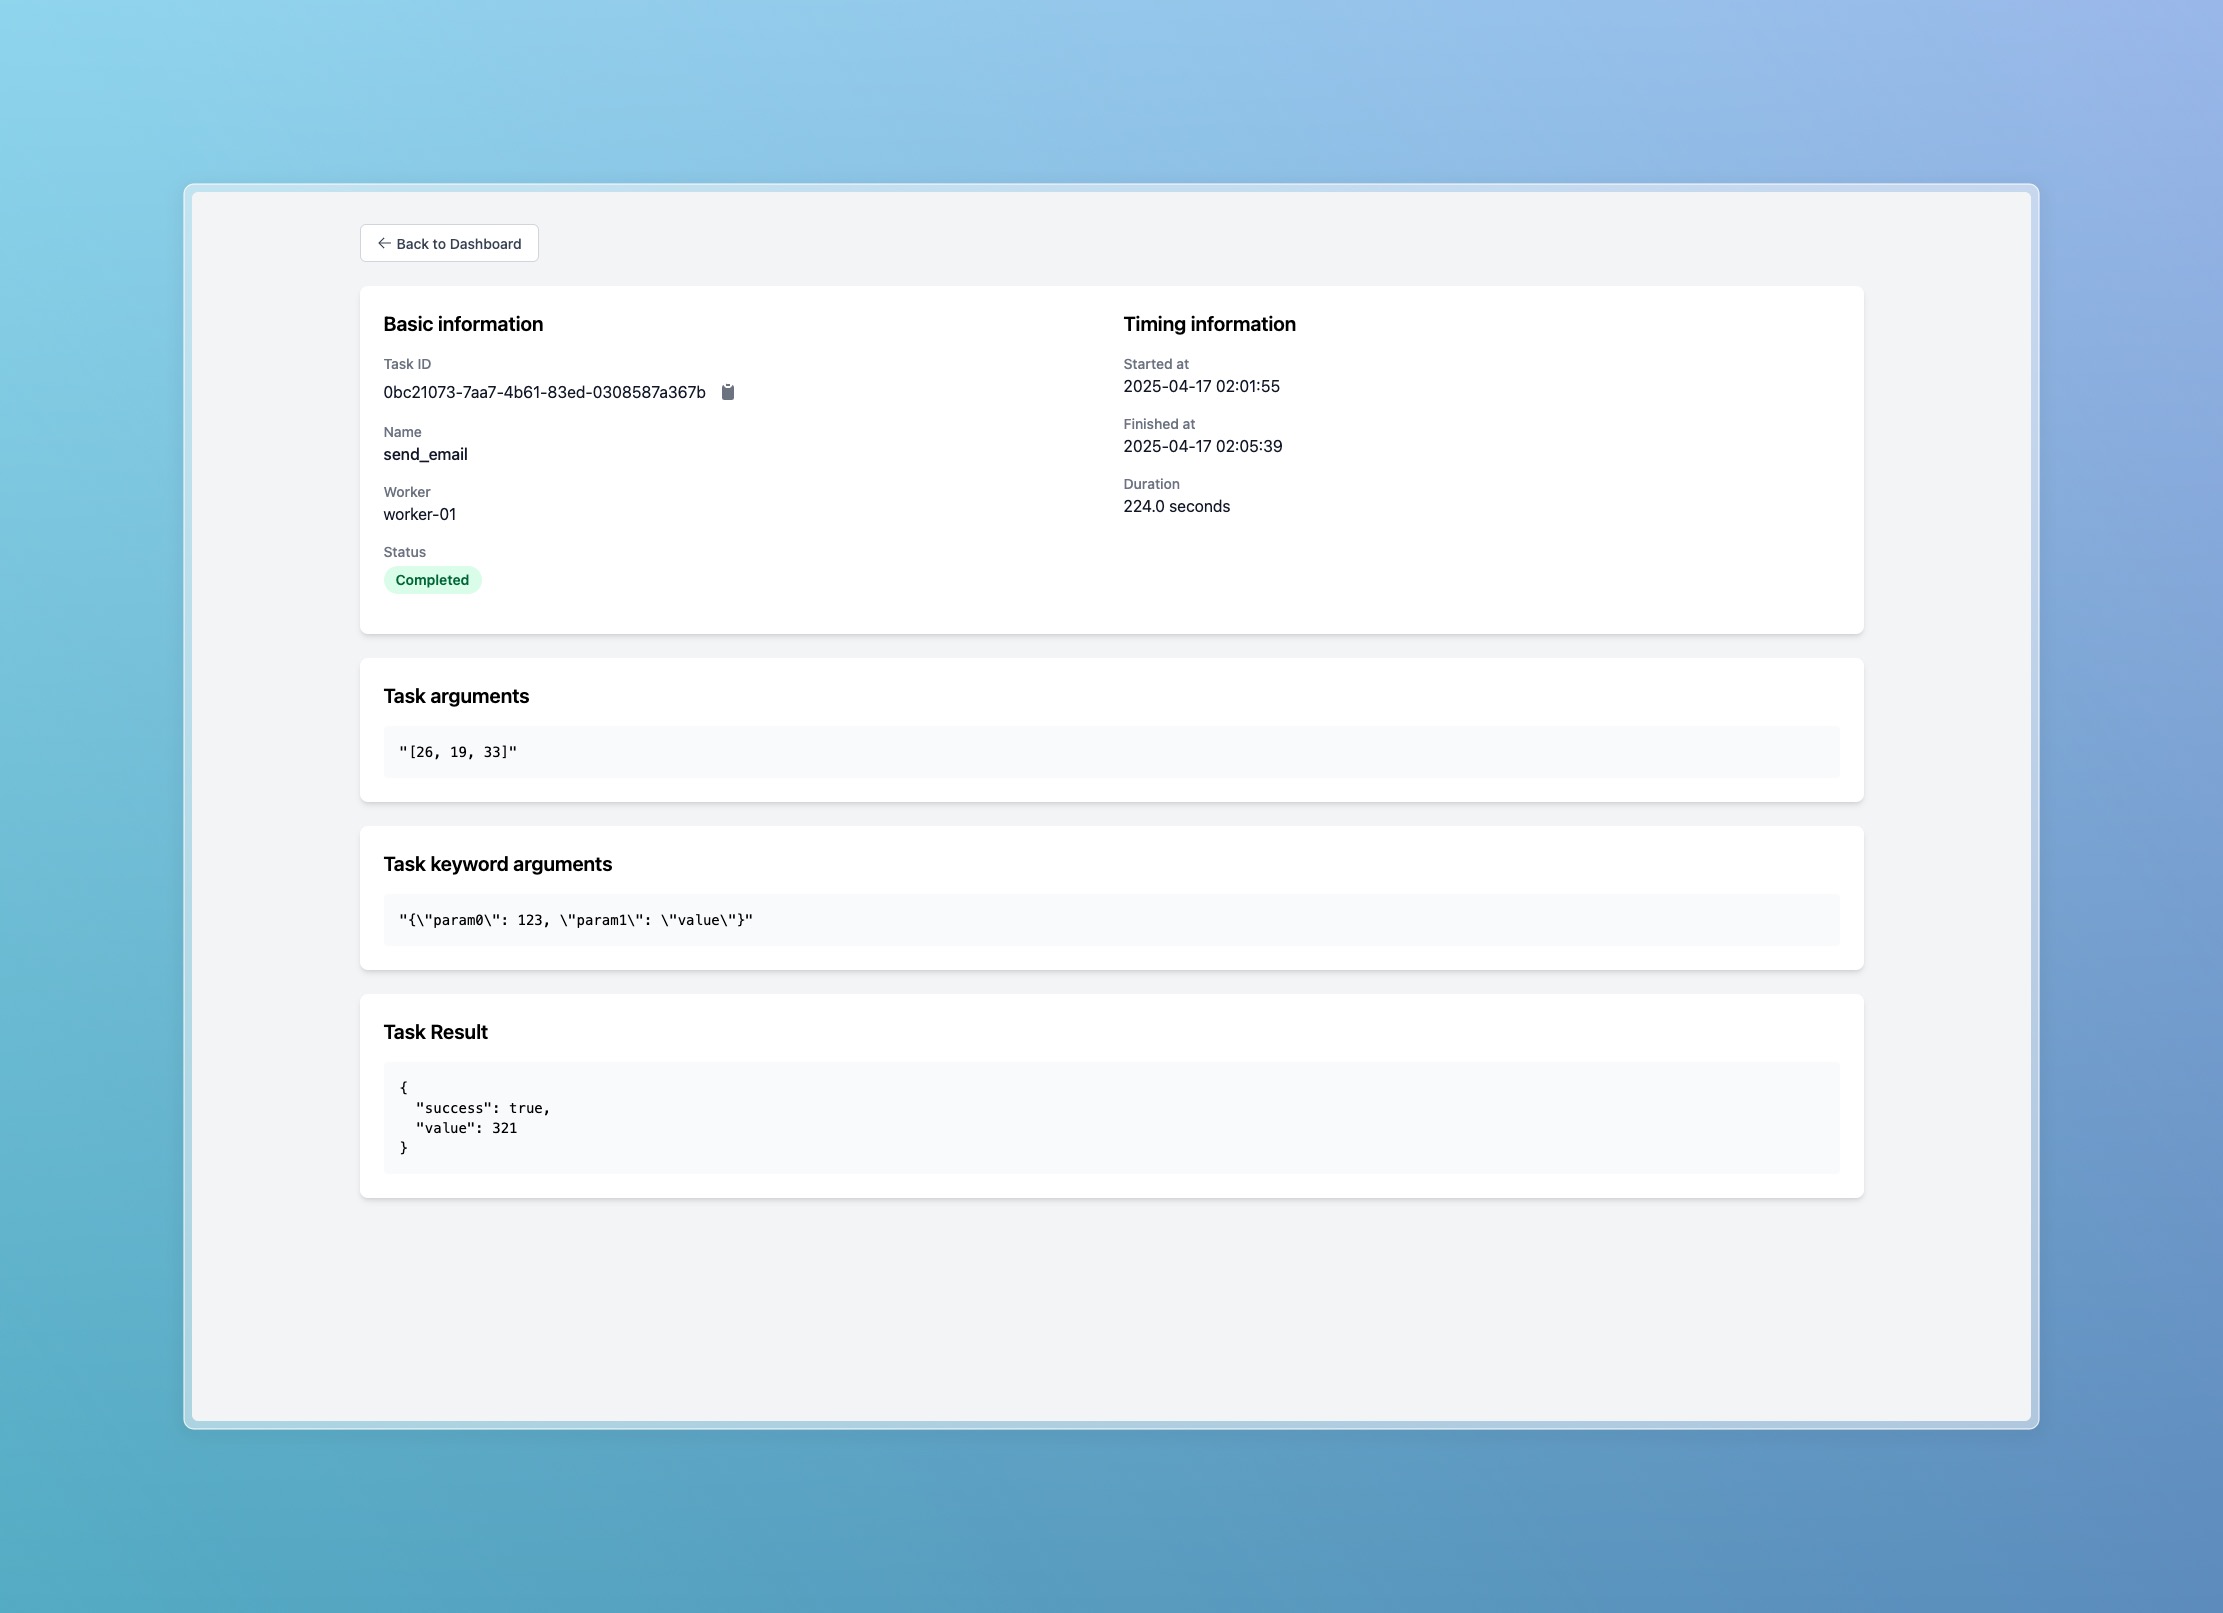 ← Back to Dashboard
Basic information
Task ID
0bc21073-7aa7-4b61-83ed-0308587a367b
Name
send_email
Worker
worker-01
Status
Completed
Timing information
Started at
2025-04-17 02:01:55
Finished at
2025-04-17 02:05:39
Duration
224.0 seconds
Task arguments
"[26, 19, 33]"
Task keyword arguments
"{\"param0\": 123, \"param1\": \"value\"}"
Task Result
{
  "success": true,
  "value": 321
}